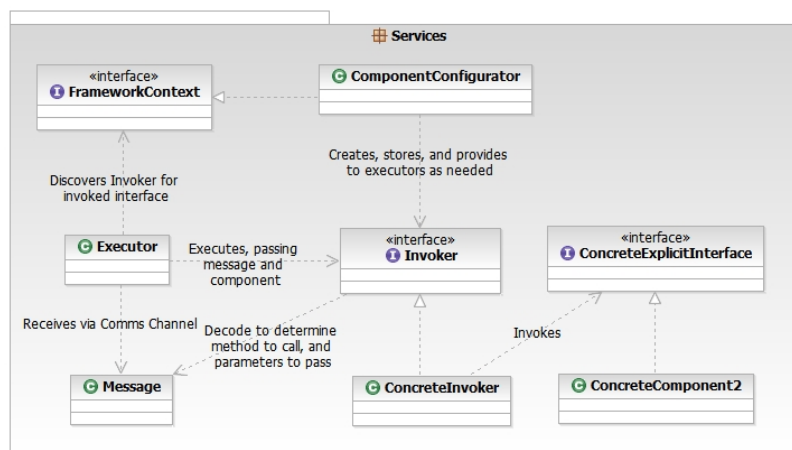 Services
«interface»
FrameworkContext
ComponentConfigurator
Creates, stores, and provides
to executors as needed
Discovers Invoker for
invoked interface
Executor
Executes, passing
message and
component
«interface»
Invoker
«interface»
ConcreteExplicitInterface
Receives via Comms Channel
Decode to determine
method to call, and
parameters to pass
Invokes
Message
ConcreteInvoker
ConcreteComponent2